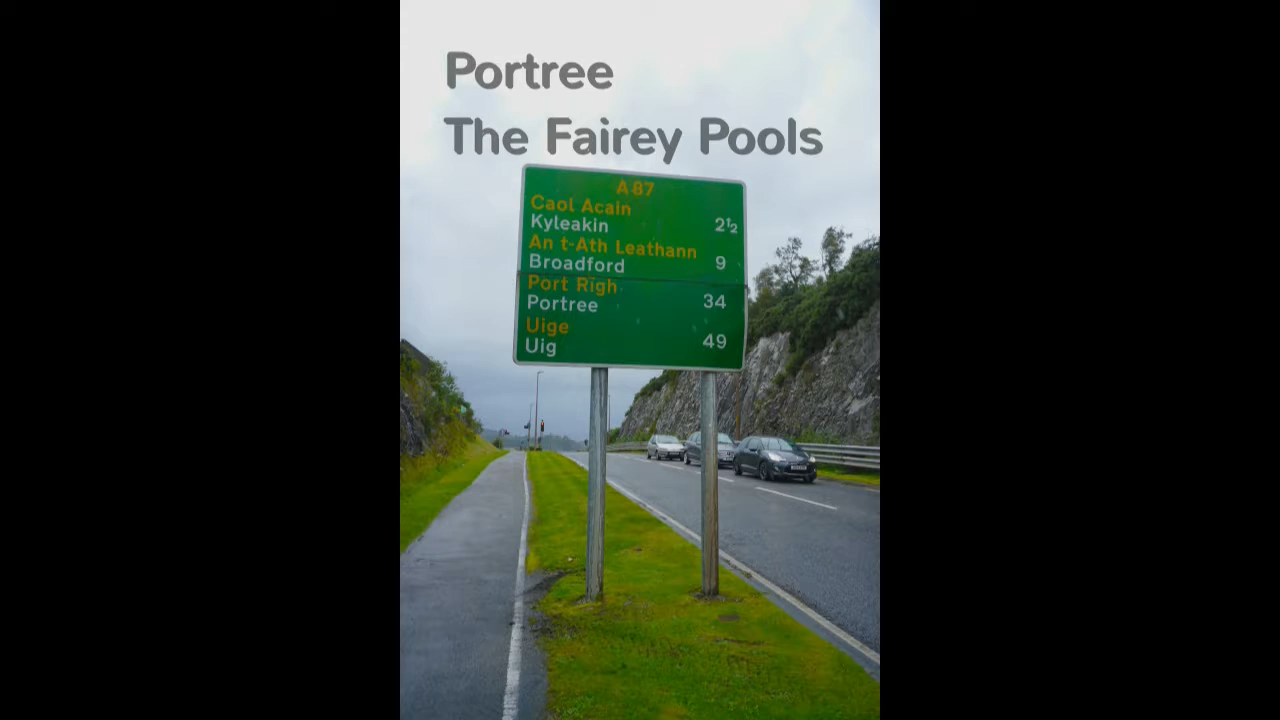 Portree
The Fairey Pools
A87
Caol Acain
Kyleakin 2½
An t-Ath Leathann
Broadford 9
Port Righ
Portree 34
Uige
Uig 49